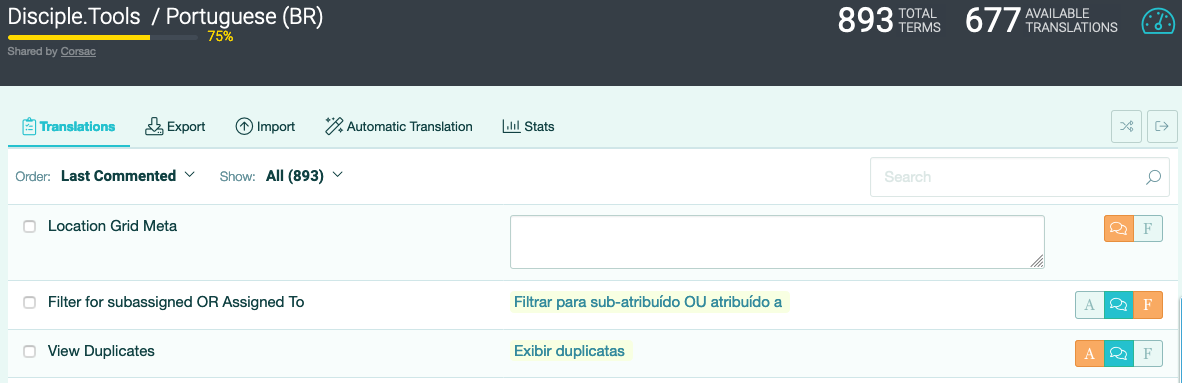 Disciple.Tools / Portuguese (BR)
75%
Shared by Corsac
893 TOTAL TERMS
677 AVAILABLE TRANSLATIONS
Translations Export Import Automatic Translation Stats
Order: Last Commented Show: All (893) Search
Location Grid Meta F
Filter for subassigned OR Assigned To Filtrar para sub-atribuído OU atribuído a A F
View Duplicates Exibir duplicatas A F